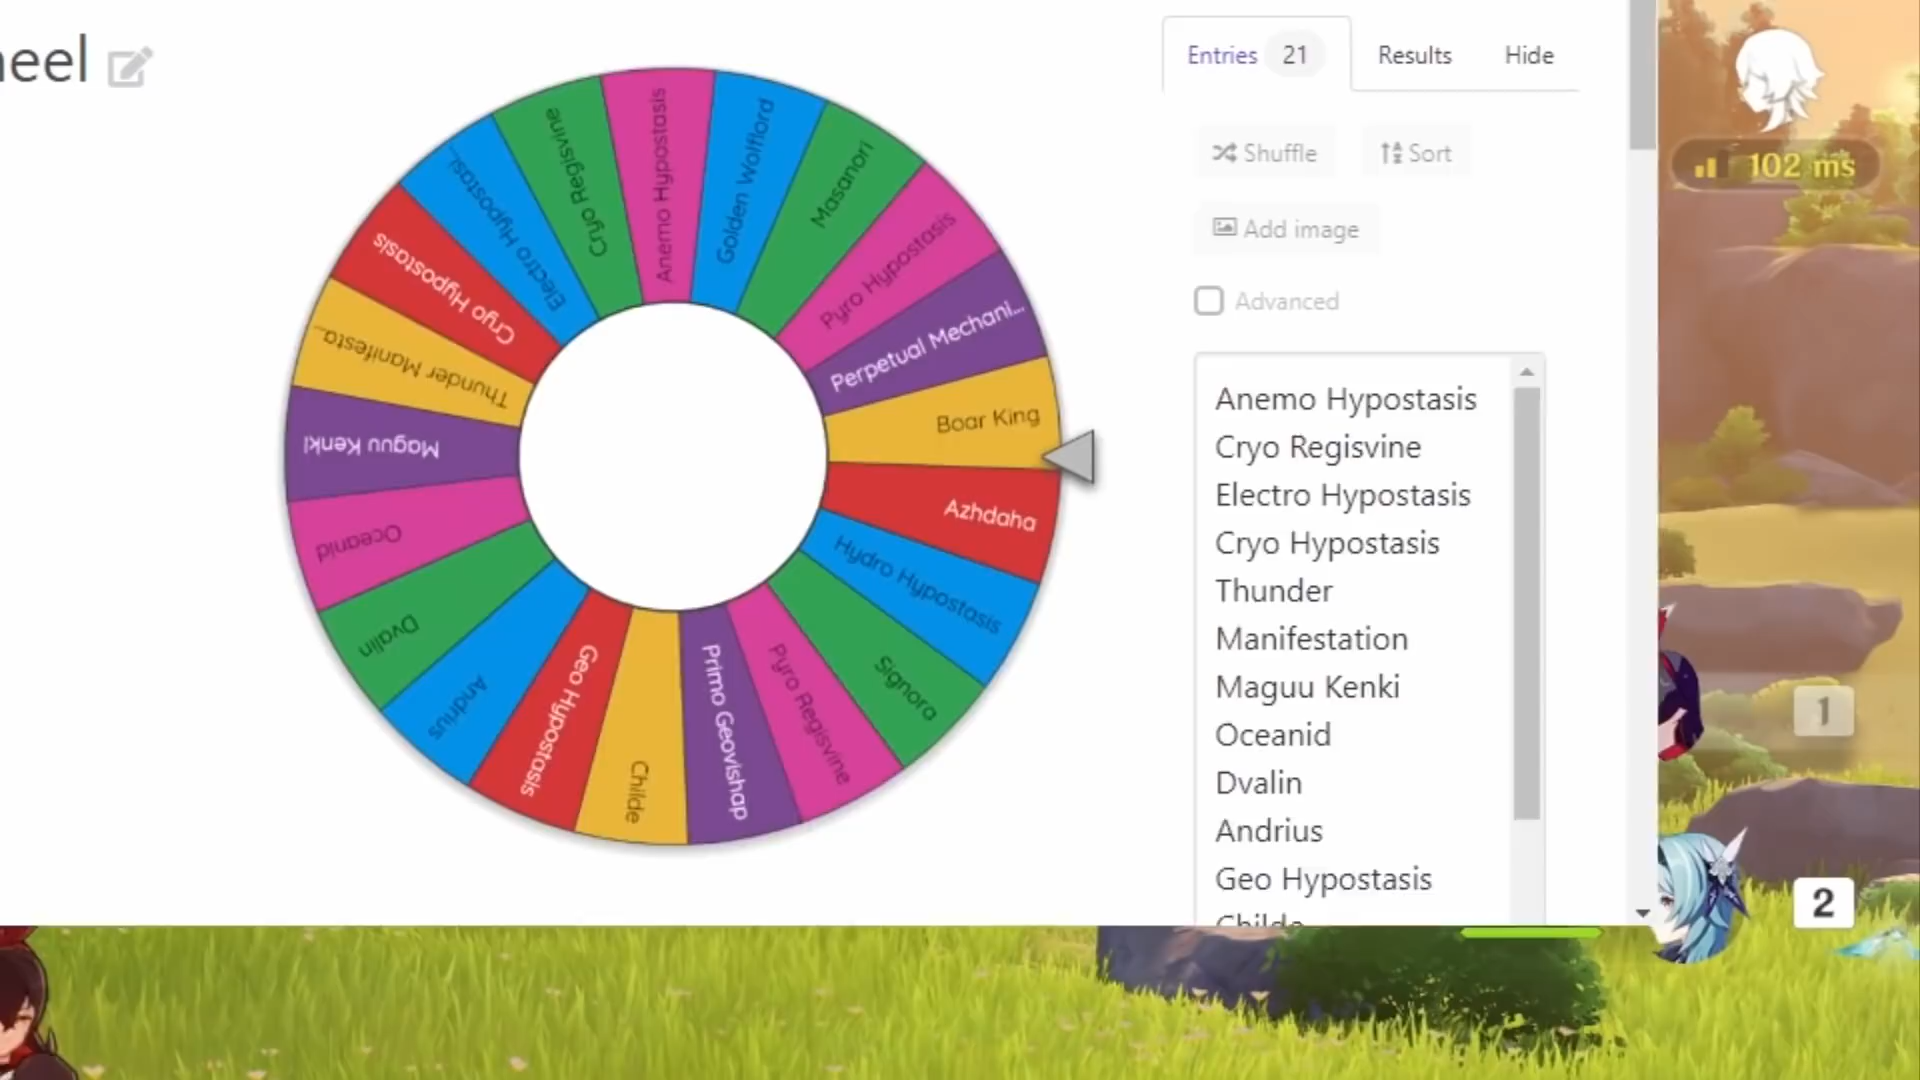 heel
Entries 21 Results Hide
Shuffle Sort
Add image
Advanced
Anemo Hypostasis
Cryo Regisvine
Electro Hypostasis
Cryo Hypostasis
Thunder
Manifestation
Maguu Kenki
Oceanid
Dvalin
Andrius
Geo Hypostasis
Childe
Anemo Hypostasis
Golden Wolflord
Masanori
Pyro Hypostasis
Perpetual Mechani...
Boar King
Azhdaha
Hydro Hypostasis
Signora
Pyro Regisvine
Primo Geovishap
Childe
Geo Hypostasis
Andrius
Dvalin
Oceanid
Maguu Kenki
Thunder Manifesta...
Cryo Hypostasis
Electro Hypostasi...
Cryo Regisvine
102 ms
1
2